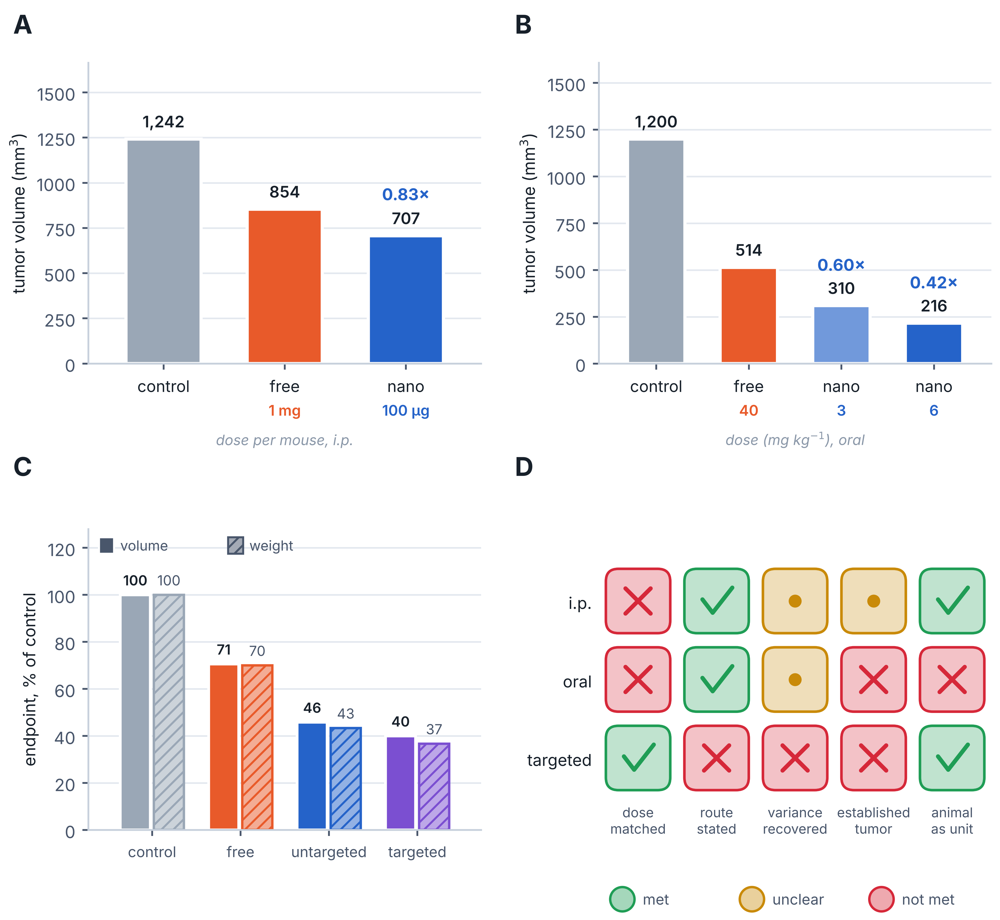 A
tumor volume (mm³)
1500
1250
1000
750
500
250
0
1,242
854
0.83×
707
control
free
nano
1 mg
100 µg
dose per mouse, i.p.
B
tumor volume (mm³)
1500
1250
1000
750
500
250
0
1,200
514
0.60×
310
0.42×
216
control
free
nano
nano
40
3
6
dose (mg kg⁻¹), oral
C
endpoint, % of control
120
100
80
60
40
20
0
volume
weight
100
100
71
70
46
43
40
37
control
free
untargeted
targeted
D
i.p.
oral
targeted
dose
matched
route
stated
variance
recovered
established
tumor
animal
as unit
met
unclear
not met